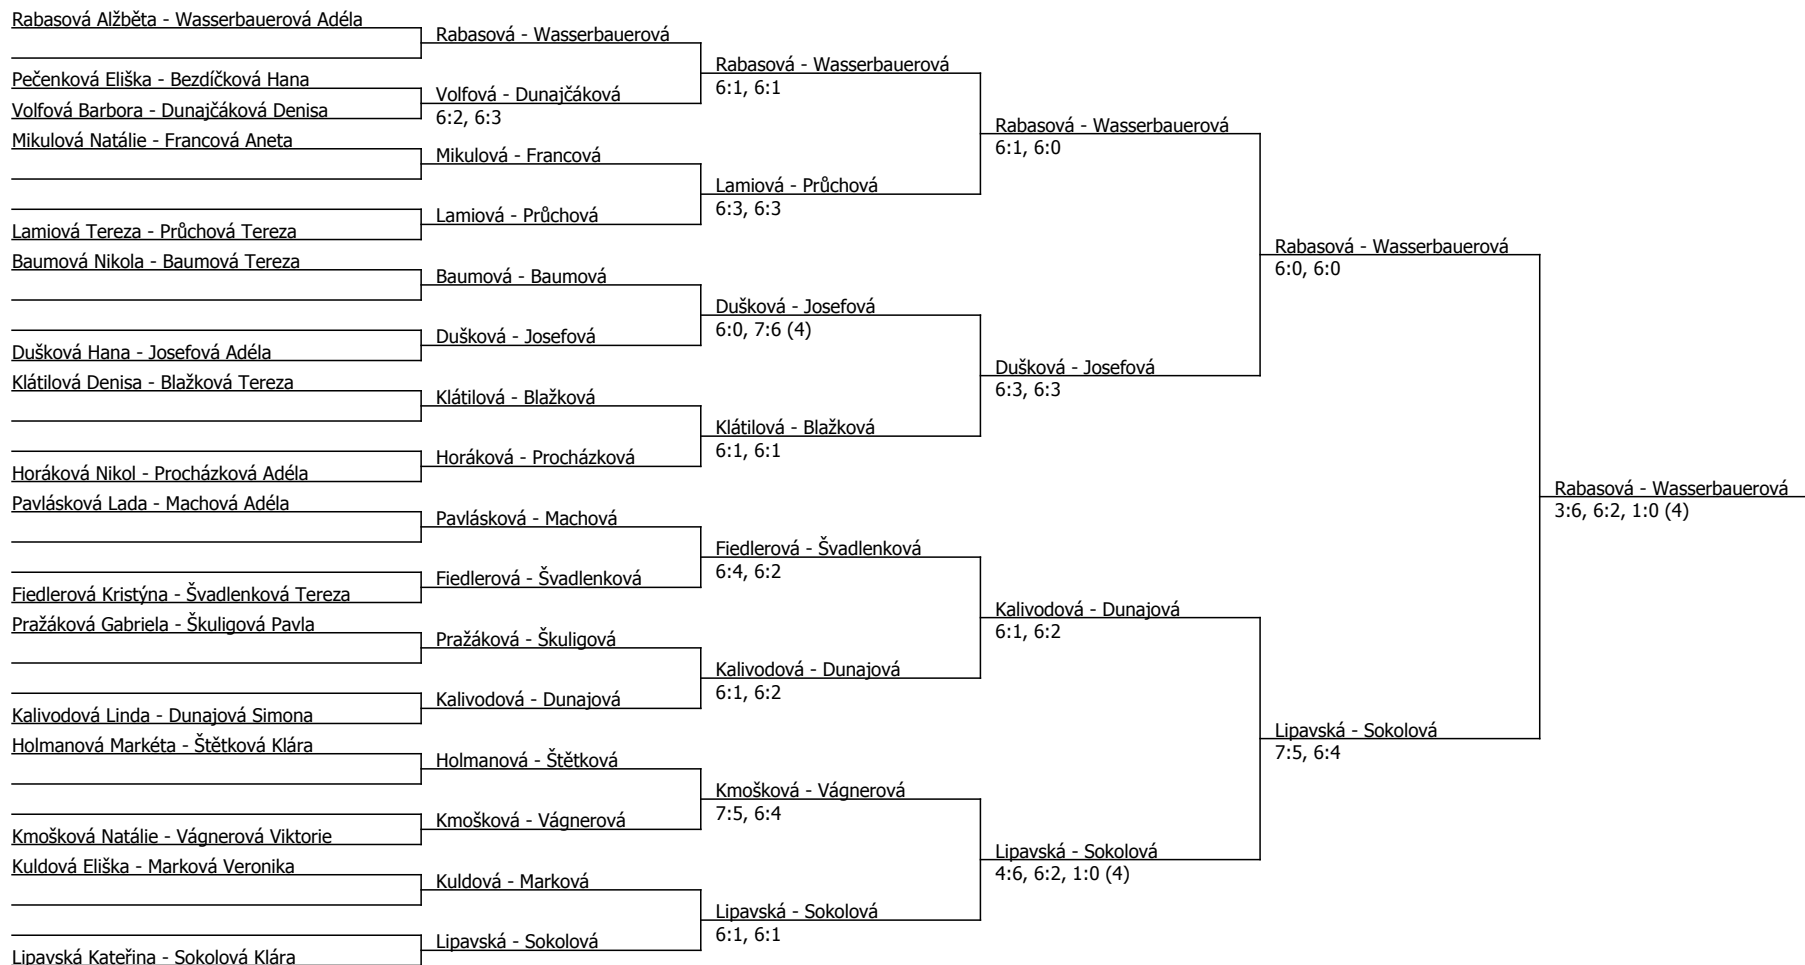 Rabasová Alžběta - Wasserbauerová Adéla
Pečenková Eliška - Bezdíčková Hana
Volfová Barbora - Dunajčáková Denisa
Mikulová Natálie - Francová Aneta
Lamiová Tereza - Průchová Tereza
Baumová Nikola - Baumová Tereza
Dušková Hana - Josefová Adéla
Klátilová Denisa - Blažková Tereza
Horáková Nikol - Procházková Adéla
Pavlásková Lada - Machová Adéla
Fiedlerová Kristýna - Švadlenková Tereza
Pražáková Gabriela - Škuligová Pavla
Kalivodová Linda - Dunajová Simona
Holmanová Markéta - Štětková Klára
Kmošková Natálie - Vágnerová Viktorie
Kuldová Eliška - Marková Veronika
Lipavská Kateřina - Sokolová Klára
Rabasová - Wasserbauerová
Volfová - Dunajčáková
6:2, 6:3
Mikulová - Francová
Lamiová - Průchová
Baumová - Baumová
Dušková - Josefová
Klátilová - Blažková
Horáková - Procházková
Pavlásková - Machová
Fiedlerová - Švadlenková
Pražáková - Škuligová
Kalivodová - Dunajová
Holmanová - Štětková
Kmošková - Vágnerová
Kuldová - Marková
Lipavská - Sokolová
Rabasová - Wasserbauerová
6:1, 6:1
Lamiová - Průchová
6:3, 6:3
Dušková - Josefová
6:0, 7:6 (4)
Klátilová - Blažková
6:1, 6:1
Fiedlerová - Švadlenková
6:4, 6:2
Kalivodová - Dunajová
6:1, 6:2
Kmošková - Vágnerová
7:5, 6:4
Lipavská - Sokolová
6:1, 6:1
Rabasová - Wasserbauerová
6:1, 6:0
Dušková - Josefová
6:3, 6:3
Kalivodová - Dunajová
6:1, 6:2
Lipavská - Sokolová
4:6, 6:2, 1:0 (4)
Rabasová - Wasserbauerová
6:0, 6:0
Lipavská - Sokolová
7:5, 6:4
Rabasová - Wasserbauerová
3:6, 6:2, 1:0 (4)